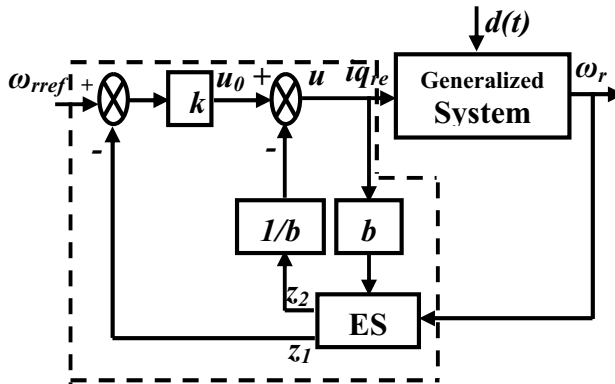 d(t)
ω_rref + k u_0 + u iq_re Generalized System ω_r
-
-
1/b b
z_2
ES
z_1